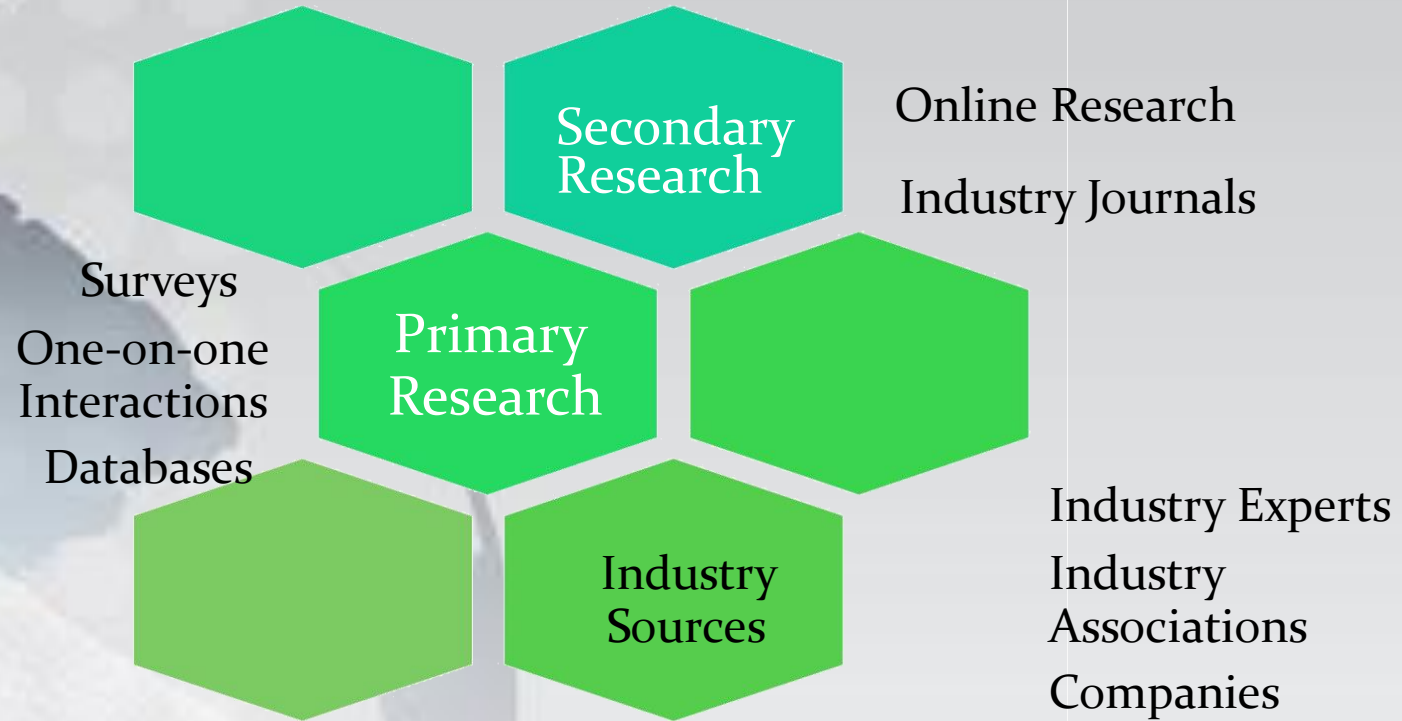 Secondary
Research
Online Research
Industry Journals
Surveys
One-on-one
Interactions
Databases
Primary
Research
Industry
Sources
Industry Experts
Industry
Associations
Companies